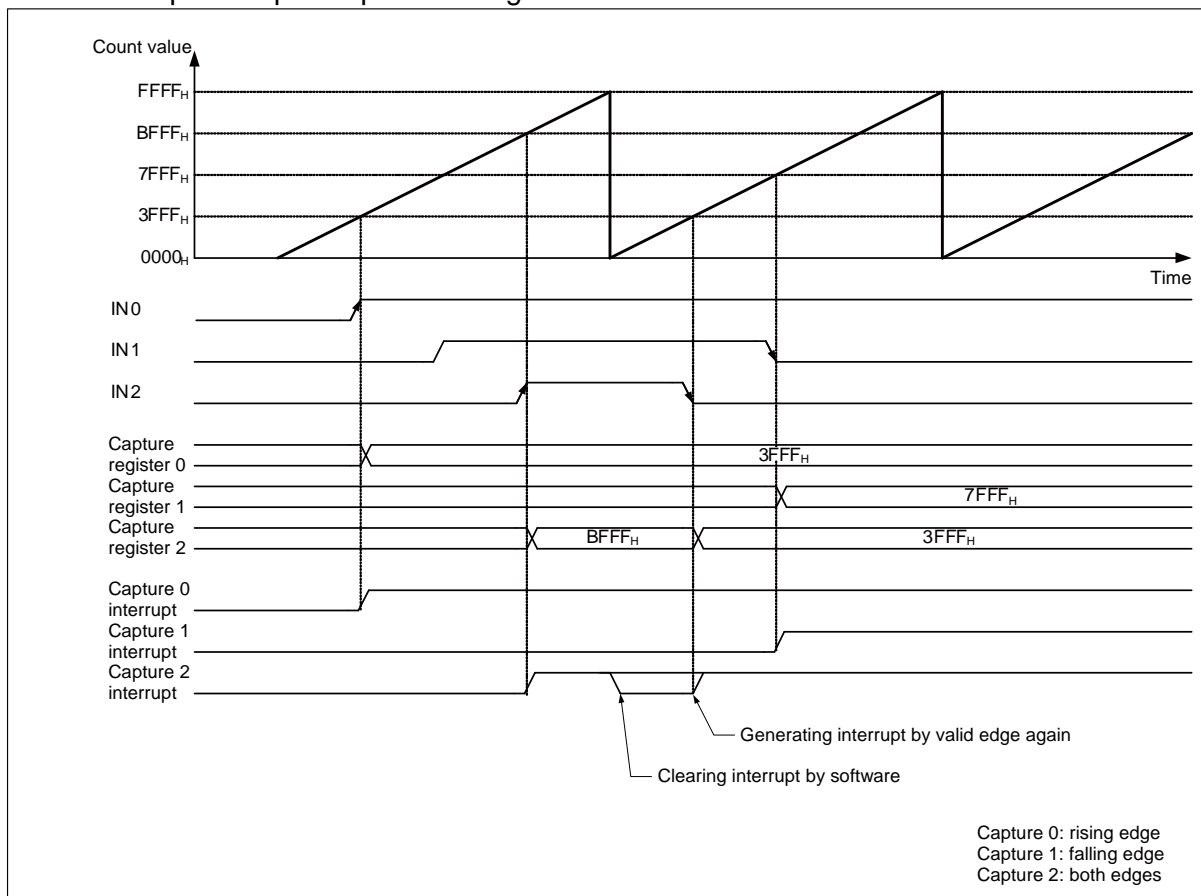 Count value
FFFFH
BFFFH
7FFFH
3FFFH
0000H
Time
IN0
IN1
IN2
Capture
register 0
3FFFH
Capture
register 1
7FFFH
Capture
register 2
BFFFH
3FFFH
Capture 0
interrupt
Capture 1
interrupt
Capture 2
interrupt
Generating interrupt by valid edge again
Clearing interrupt by software
Capture 0: rising edge
Capture 1: falling edge
Capture 2: both edges